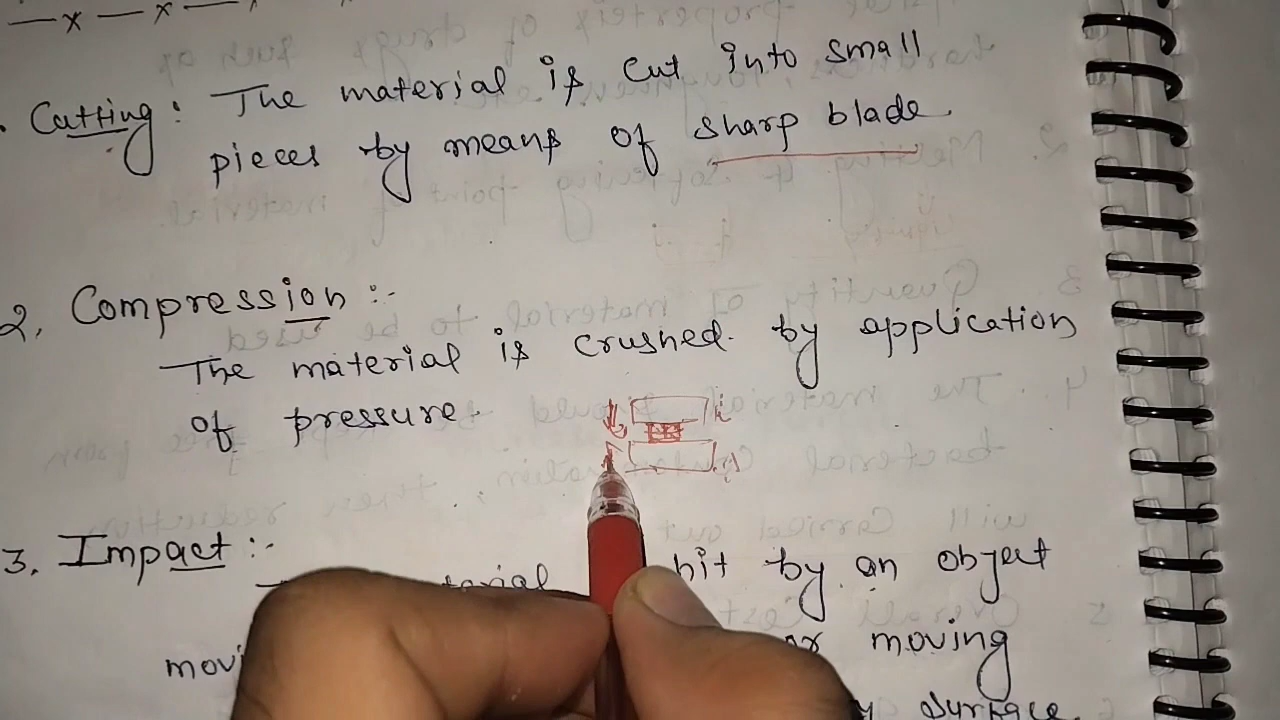 —x—x—x
. Cutting : The material is cut into small
pieces by means of sharp blade.
2. Compression :-
The material is crushed by application
of pressure.
3. Impact :-
hit by an object
moving
surface